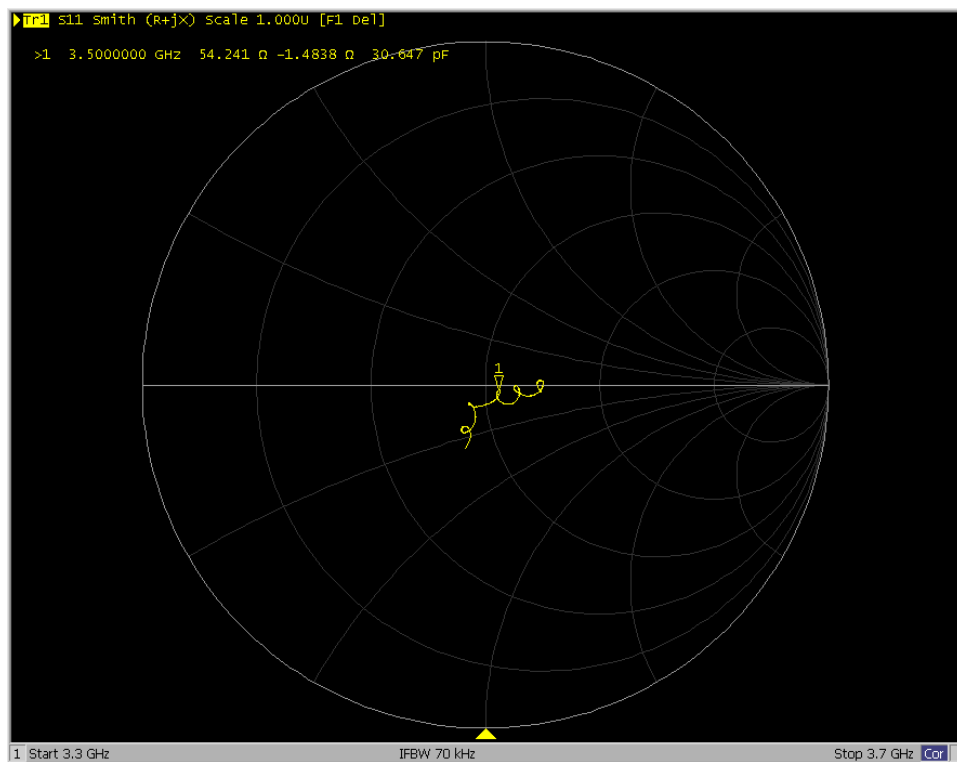 Tr1 S11 Smith (R+jX) Scale 1.000U [F1 Del]
>1 3.5000000 GHz 54.241 Ω -1.4838 Ω 30.647 pF
1
1 Start 3.3 GHz IFBW 70 kHz Stop 3.7 GHz Cor